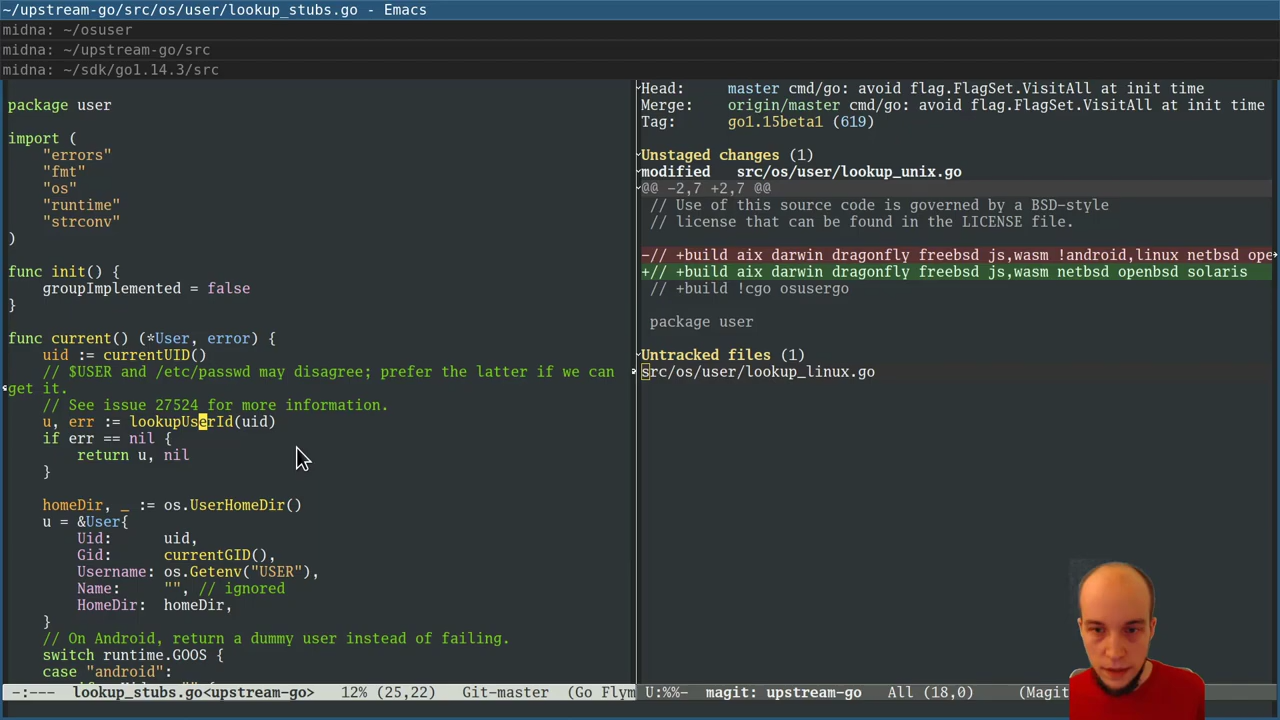 ~/upstream-go/src/os/user/lookup_stubs.go - Emacs
midna: ~/osuser
midna: ~/upstream-go/src
midna: ~/sdk/go1.14.3/src
package user
import (
"errors"
"fmt"
"os"
"runtime"
"strconv"
)
func init() {
groupImplemented = false
}
func current() (*User, error) {
uid := currentUID()
// $USER and /etc/passwd may disagree; prefer the latter if we can
get it.
// See issue 27524 for more information.
u, err := lookupUserId(uid)
if err == nil {
return u, nil
}
homeDir, _ := os.UserHomeDir()
u = &User{
Uid:      uid,
Gid:      currentGID(),
Username: os.Getenv("USER"),
Name:     "", // ignored
HomeDir:  homeDir,
}
// On Android, return a dummy user instead of failing.
switch runtime.GOOS {
case "android":
-:---  lookup_stubs.go<upstream-go>   12% (25,22)   Git-master  (Go Flym
Head:     master cmd/go: avoid flag.FlagSet.VisitAll at init time
Merge:    origin/master cmd/go: avoid flag.FlagSet.VisitAll at init time
Tag:      go1.15beta1 (619)
Unstaged changes (1)
modified   src/os/user/lookup_unix.go
@@ -2,7 +2,7 @@
// Use of this source code is governed by a BSD-style
// license that can be found in the LICENSE file.
-// +build aix darwin dragonfly freebsd js,wasm !android,linux netbsd ope
+// +build aix darwin dragonfly freebsd js,wasm netbsd openbsd solaris
// +build !cgo osusergo
package user
Untracked files (1)
src/os/user/lookup_linux.go
U:%%-  magit: upstream-go   All (18,0)     (Magit